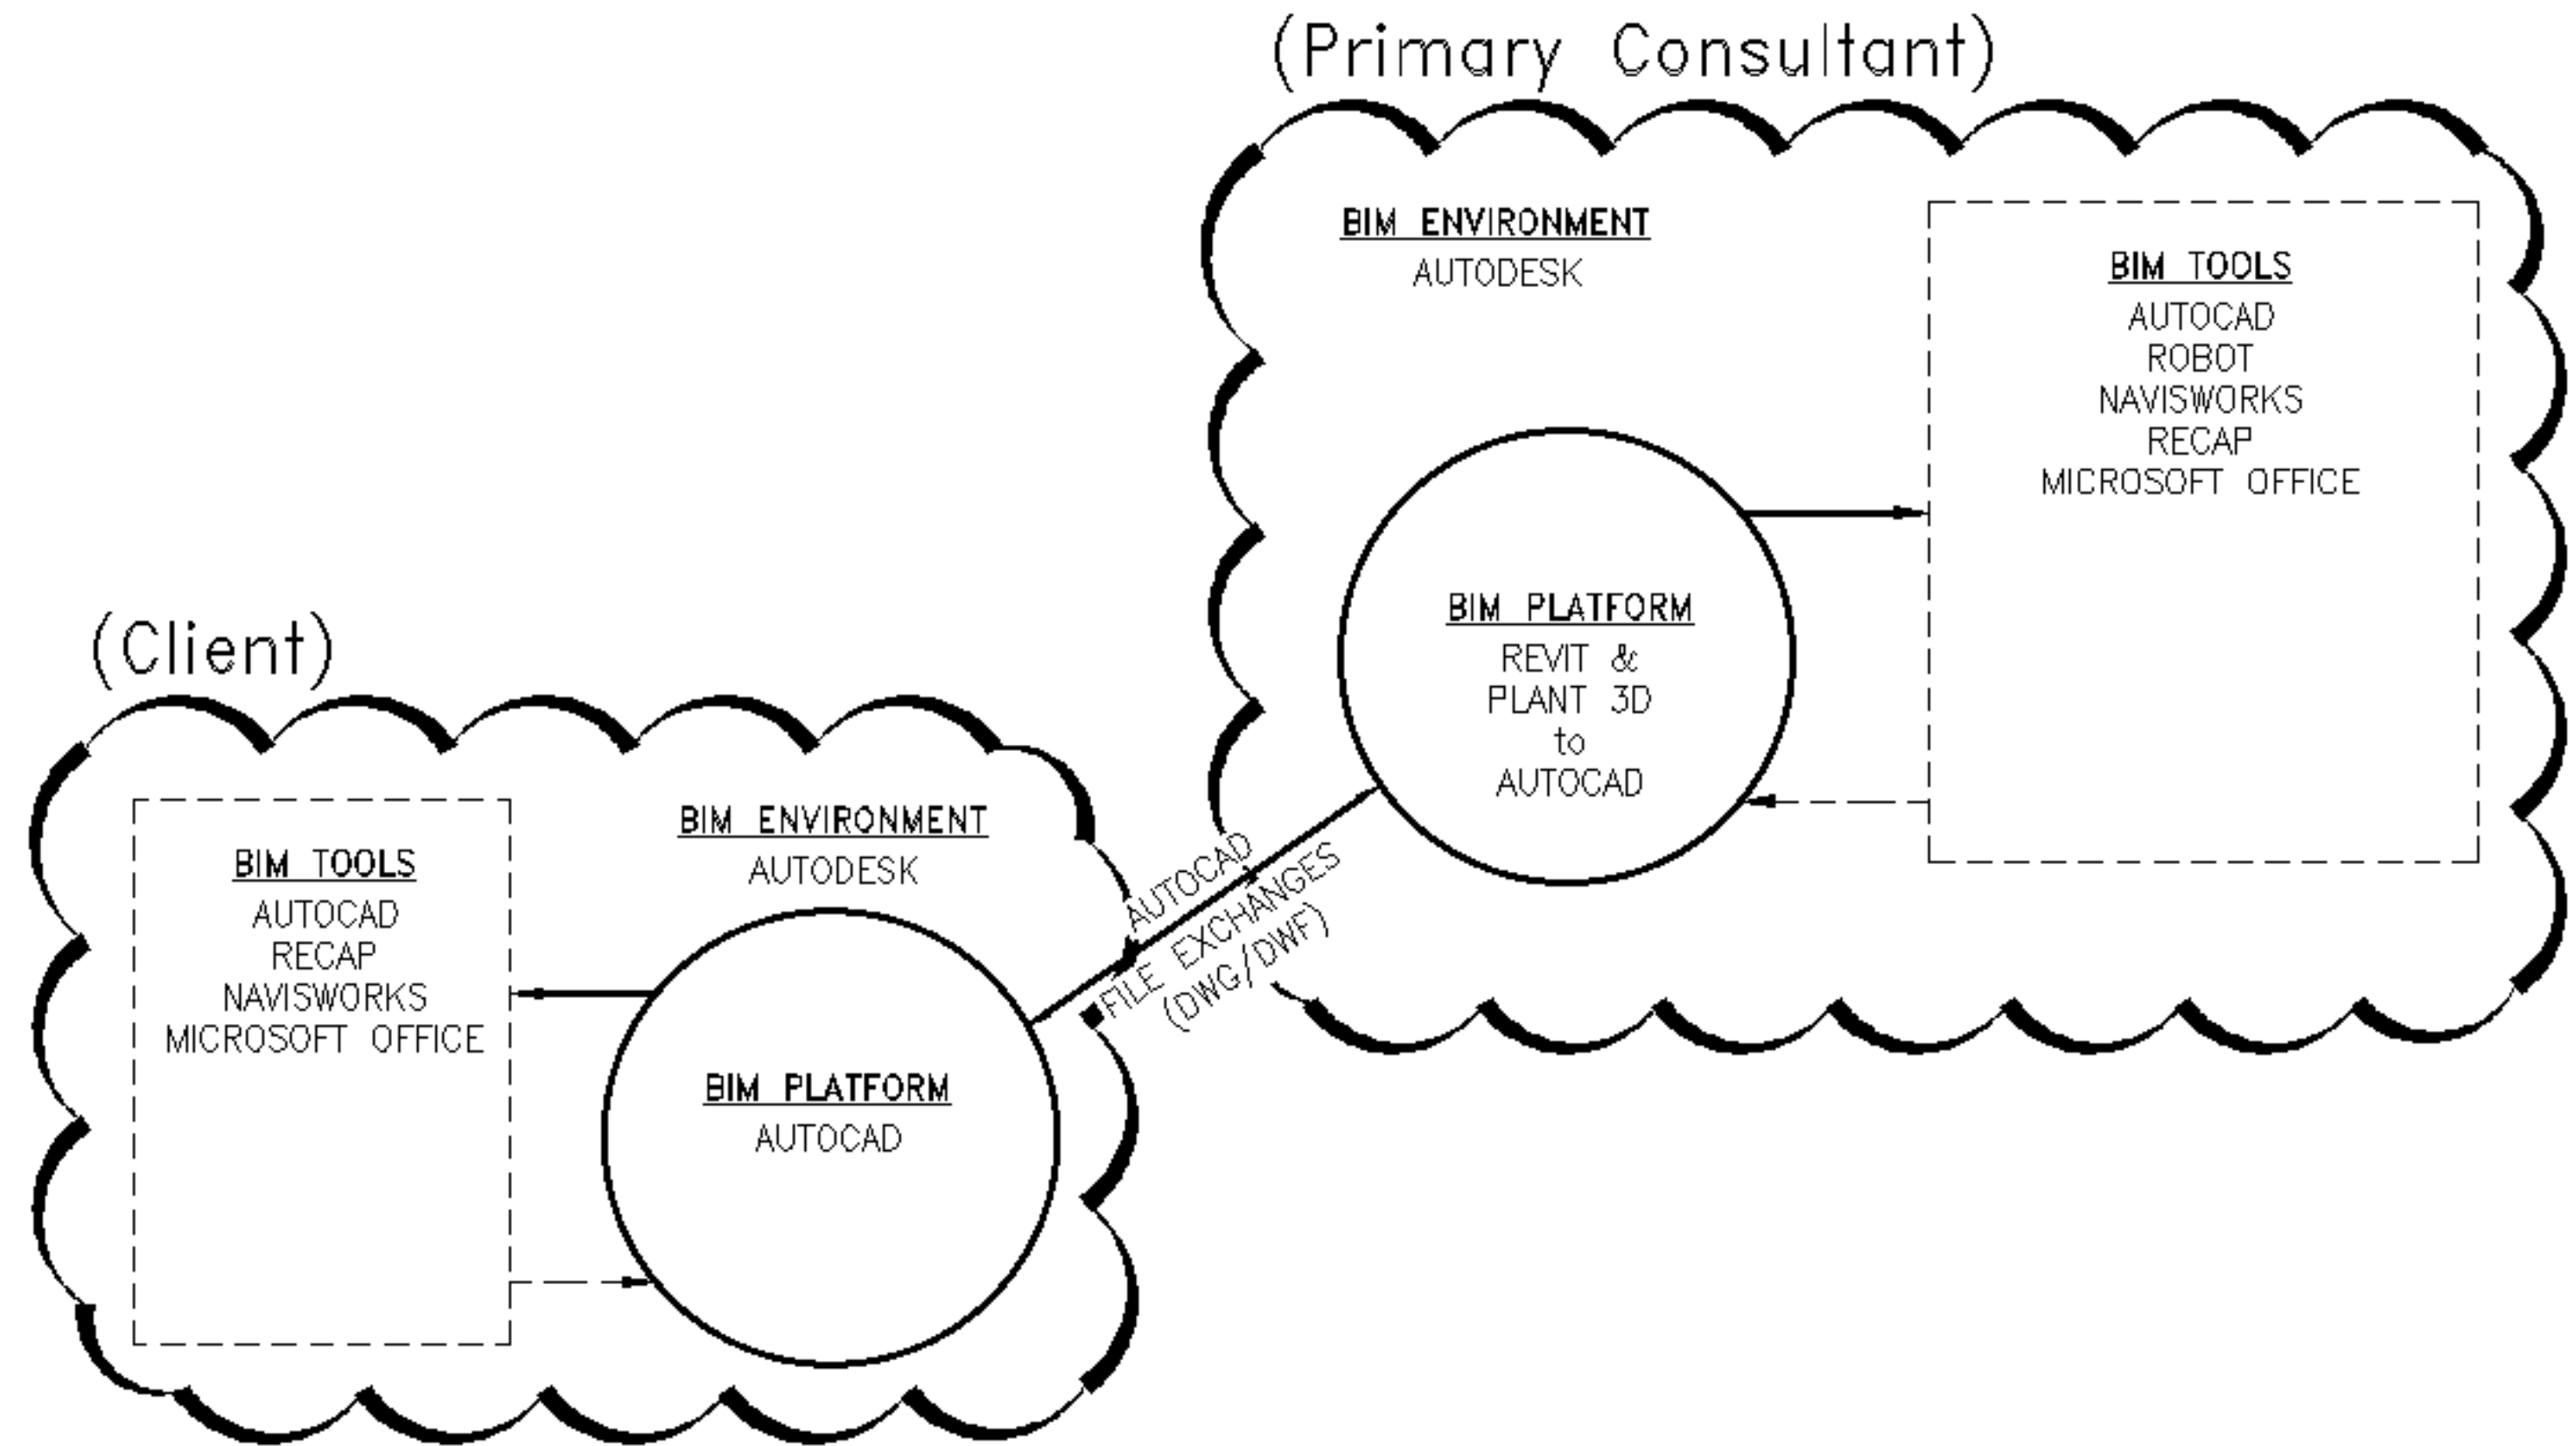 (Primary Consultant)
BIM ENVIRONMENT
AUTODESK
BIM TOOLS
AUTOCAD
ROBOT
NAVISWORKS
RECAP
MICROSOFT OFFICE
BIM PLATFORM
REVIT &
PLANT 3D
to
AUTOCAD
(Client)
BIM TOOLS
AUTOCAD
RECAP
NAVISWORKS
MICROSOFT OFFICE
BIM ENVIRONMENT
AUTODESK
BIM PLATFORM
AUTOCAD
AUTOCAD
FILE EXCHANGES
(DWG/DWF)